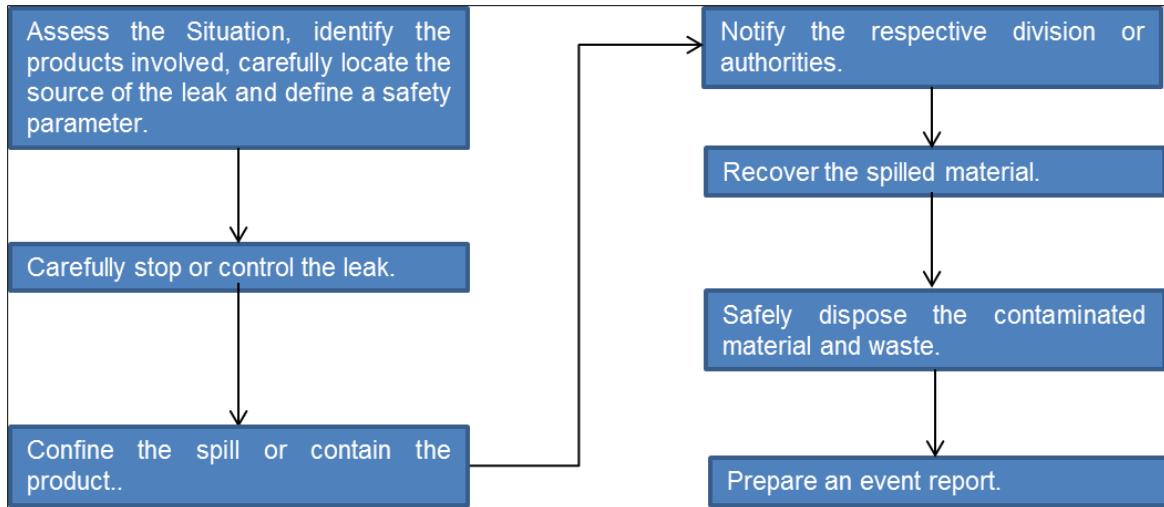 Assess the Situation, identify the
products involved, carefully locate the
source of the leak and define a safety
parameter.
Carefully stop or control the leak.
Confine the spill or contain the
product..
Notify the respective division or
authorities.
Recover the spilled material.
Safely dispose the contaminated
material and waste.
Prepare an event report.